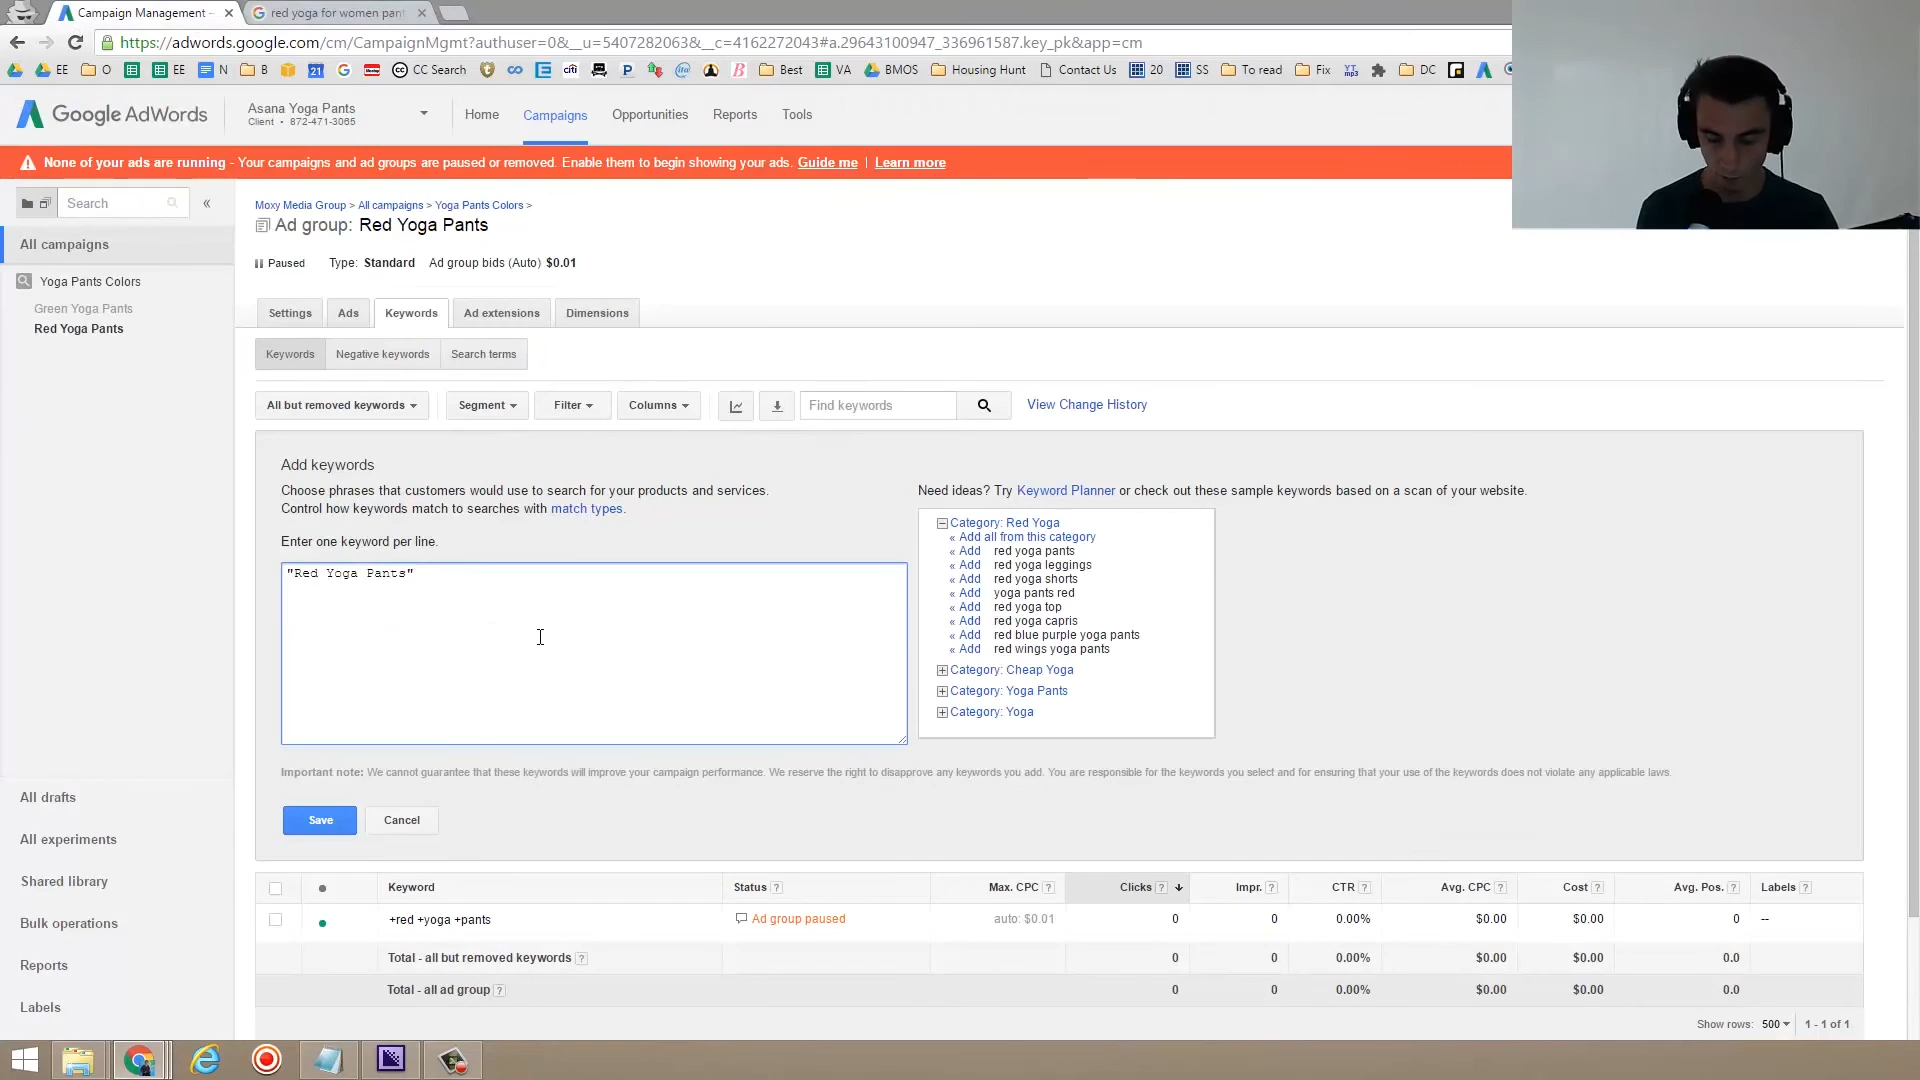 Campaign Management -
red yoga for women pant
https://adwords.google.com/cm/CampaignMgmt?authuser=0&__u=5407282063&__c=4162272043#a.29643100947_336961587.key_pk&app=cm
EE O EE N B CC Search Best VA BMOS Housing Hunt Contact Us 20 SS To read Fix DC
Google AdWords
Asana Yoga Pants
Client • 872-471-3065
Home Campaigns Opportunities Reports Tools
None of your ads are running - Your campaigns and ad groups are paused or removed. Enable them to begin showing your ads. Guide me | Learn more
Search «
Moxy Media Group > All campaigns > Yoga Pants Colors >
Ad group: Red Yoga Pants
All campaigns
Paused Type: Standard Ad group bids (Auto) $0.01
Yoga Pants Colors
Green Yoga Pants
Red Yoga Pants
Settings Ads Keywords Ad extensions Dimensions
Keywords Negative keywords Search terms
All but removed keywords Segment Filter Columns Find keywords View Change History
Add keywords
Choose phrases that customers would use to search for your products and services.
Control how keywords match to searches with match types.
Enter one keyword per line.
"Red Yoga Pants"
Need ideas? Try Keyword Planner or check out these sample keywords based on a scan of your website.
Category: Red Yoga
« Add all from this category
« Add red yoga pants
« Add red yoga leggings
« Add red yoga shorts
« Add yoga pants red
« Add red yoga top
« Add red yoga capris
« Add red blue purple yoga pants
« Add red wings yoga pants
Category: Cheap Yoga
Category: Yoga Pants
Category: Yoga
Important note: We cannot guarantee that these keywords will improve your campaign performance. We reserve the right to disapprove any keywords you add. You are responsible for the keywords you select and for ensuring that your use of the keywords does not violate any applicable laws.
Save Cancel
All drafts
All experiments
Shared library
Bulk operations
Reports
Labels
Keyword Status ? Max. CPC ? Clicks ? Impr. ? CTR ? Avg. CPC ? Cost ? Avg. Pos. ? Labels ?
+red +yoga +pants Ad group paused auto: $0.01 0 0 0.00% $0.00 $0.00 0 --
Total - all but removed keywords ? 0 0 0.00% $0.00 $0.00 0.0
Total - all ad group ? 0 0 0.00% $0.00 $0.00 0.0
Show rows: 500 1 - 1 of 1